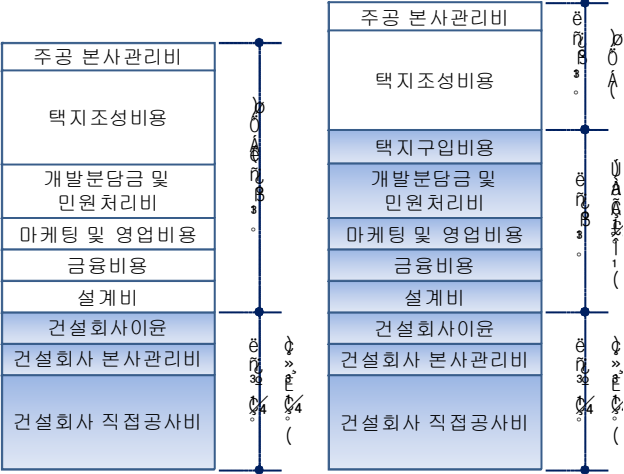 주공 본사관리비
택지조성비용
개발분담금 및
민원처리비
마케팅 및 영업비용
금융비용
설계비
건설회사이윤
건설회사 본사관리비
건설회사 직접공사비
주공 본사관리비
택지조성비용
택지구입비용
개발분담금 및
민원처리비
마케팅 및 영업비용
금융비용
설계비
건설회사이윤
건설회사 본사관리비
건설회사 직접공사비